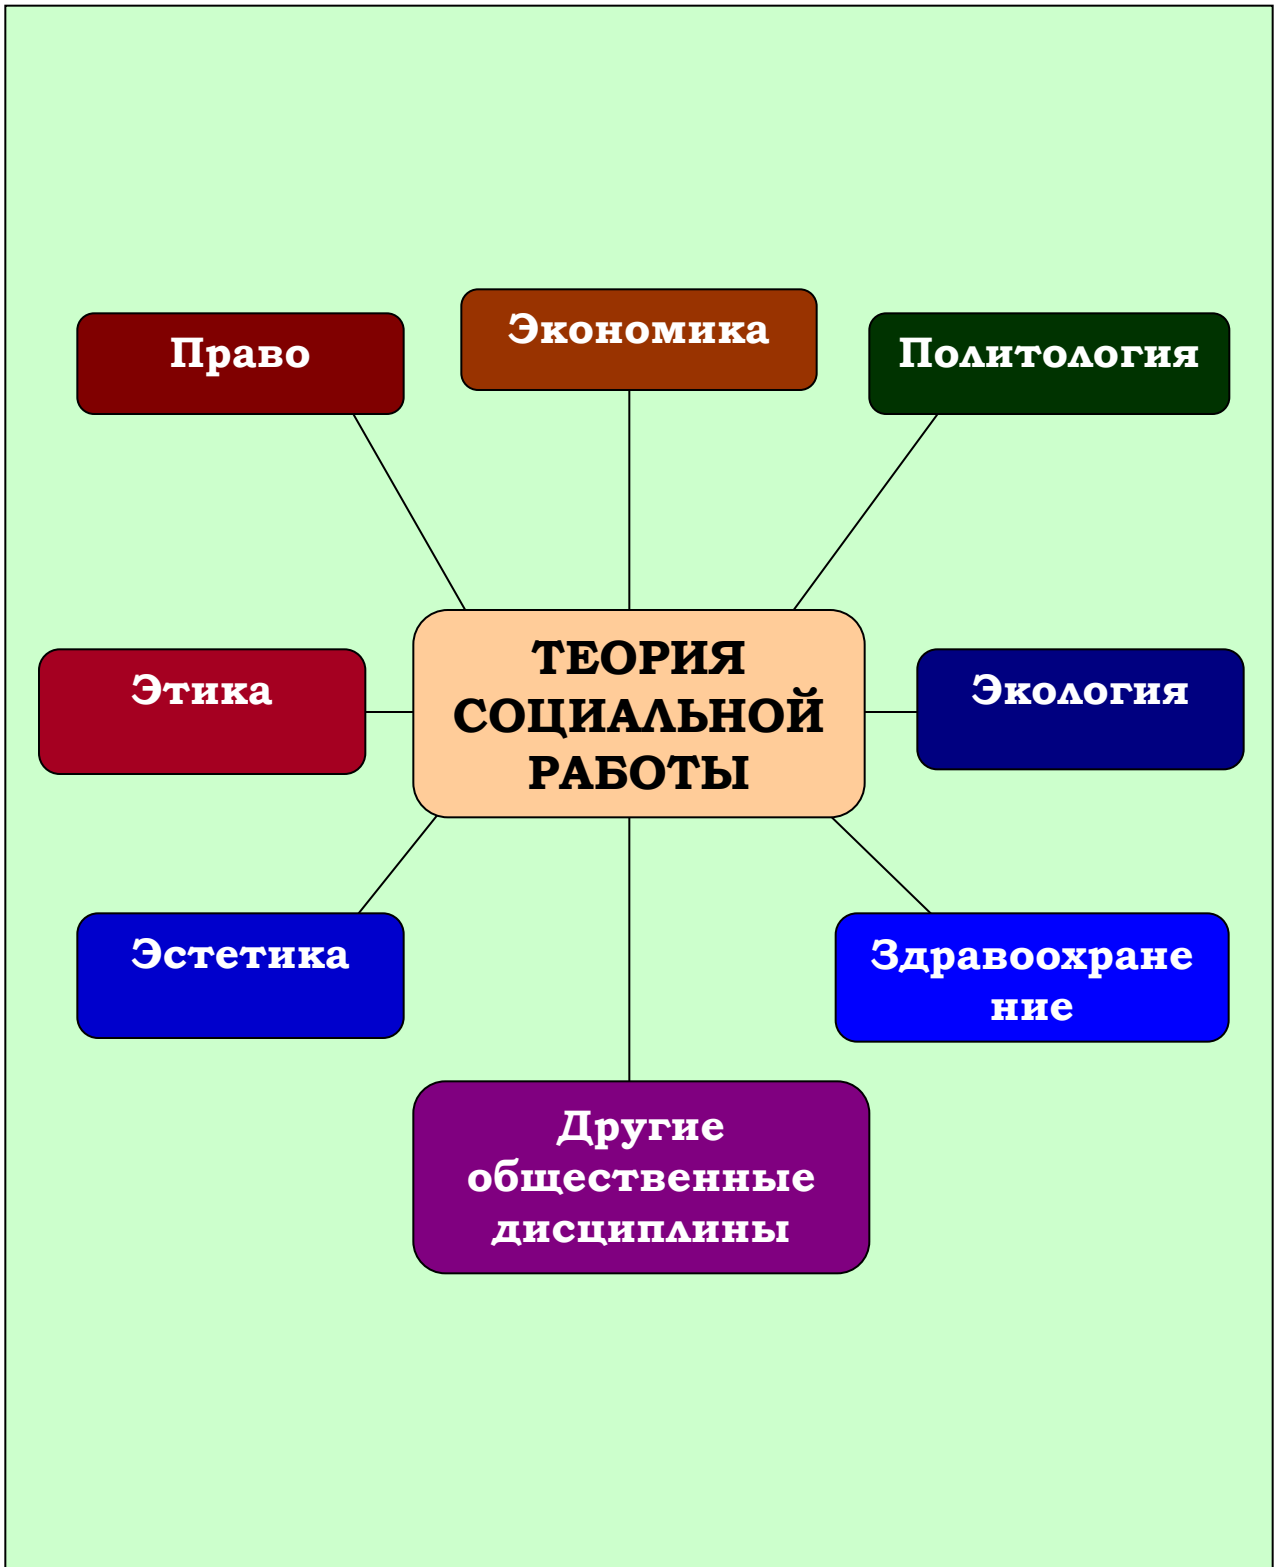 Право
Экономика
Политология
ТЕОРИЯ
СОЦИАЛЬНОЙ
РАБОТЫ
Этика
Экология
Эстетика
Здравоохране
ние
Другие
общественные
дисциплины